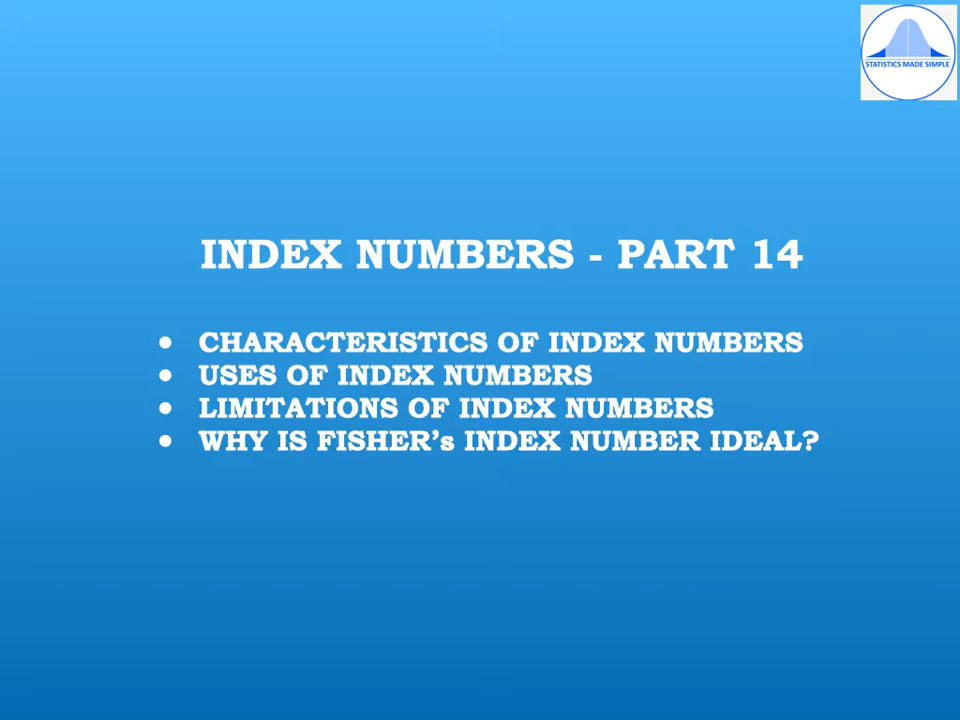 STATISTICS MADE SIMPLE
INDEX NUMBERS - PART 14
• CHARACTERISTICS OF INDEX NUMBERS
• USES OF INDEX NUMBERS
• LIMITATIONS OF INDEX NUMBERS
• WHY IS FISHER's INDEX NUMBER IDEAL?